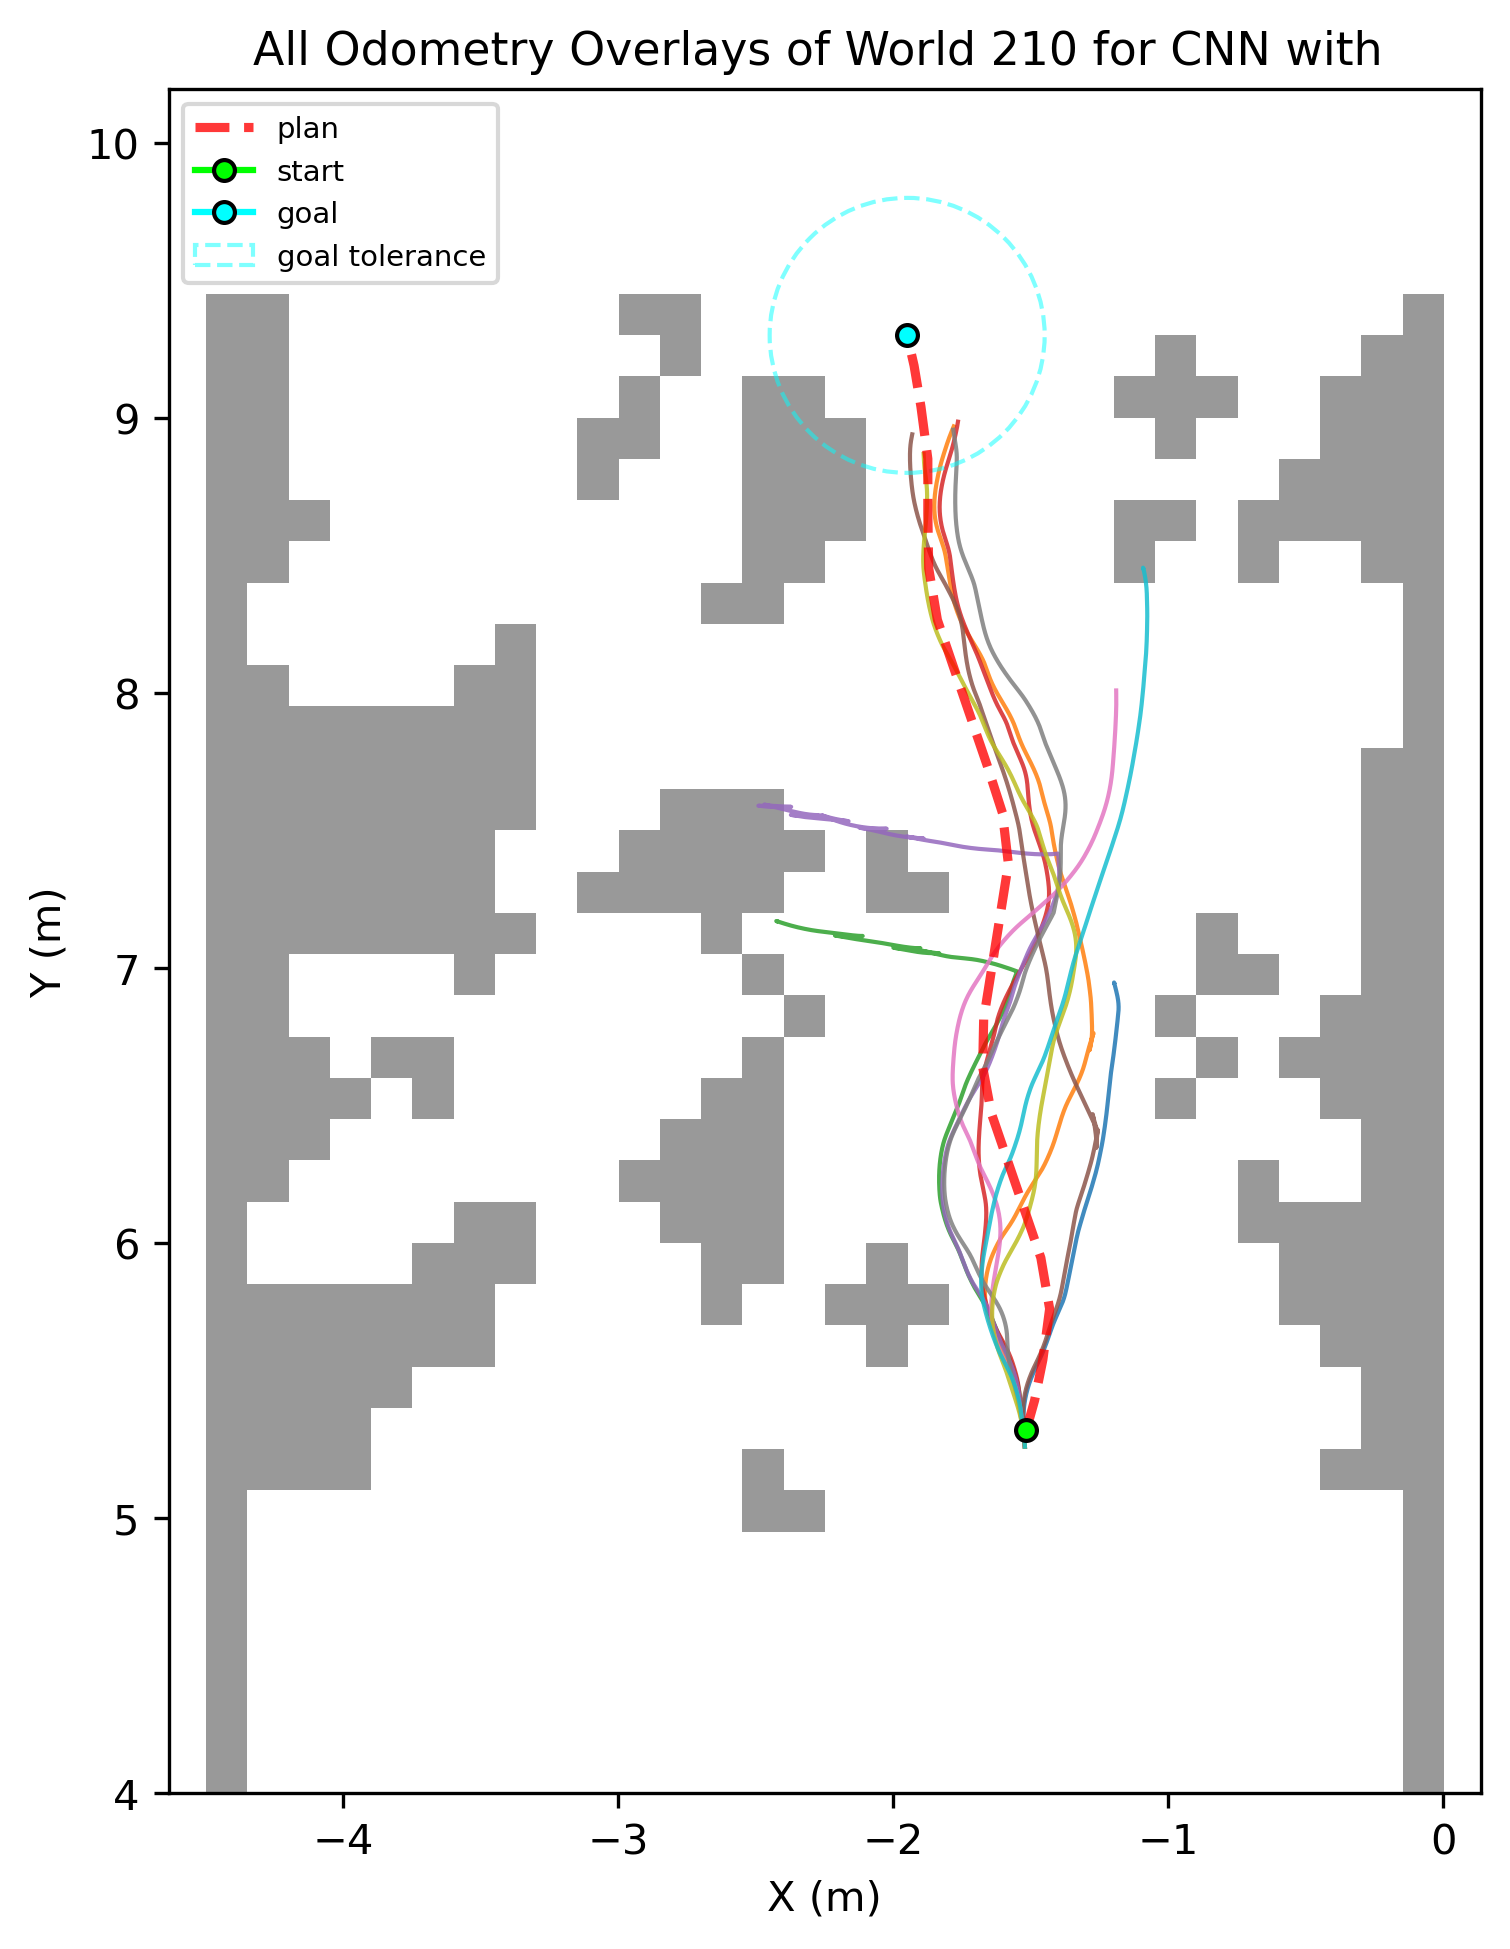 All Odometry Overlays of World 210 for CNN with
plan
start
goal
goal tolerance
10
9
8
7
6
5
4
Y (m)
−4
−3
−2
−1
0
X (m)